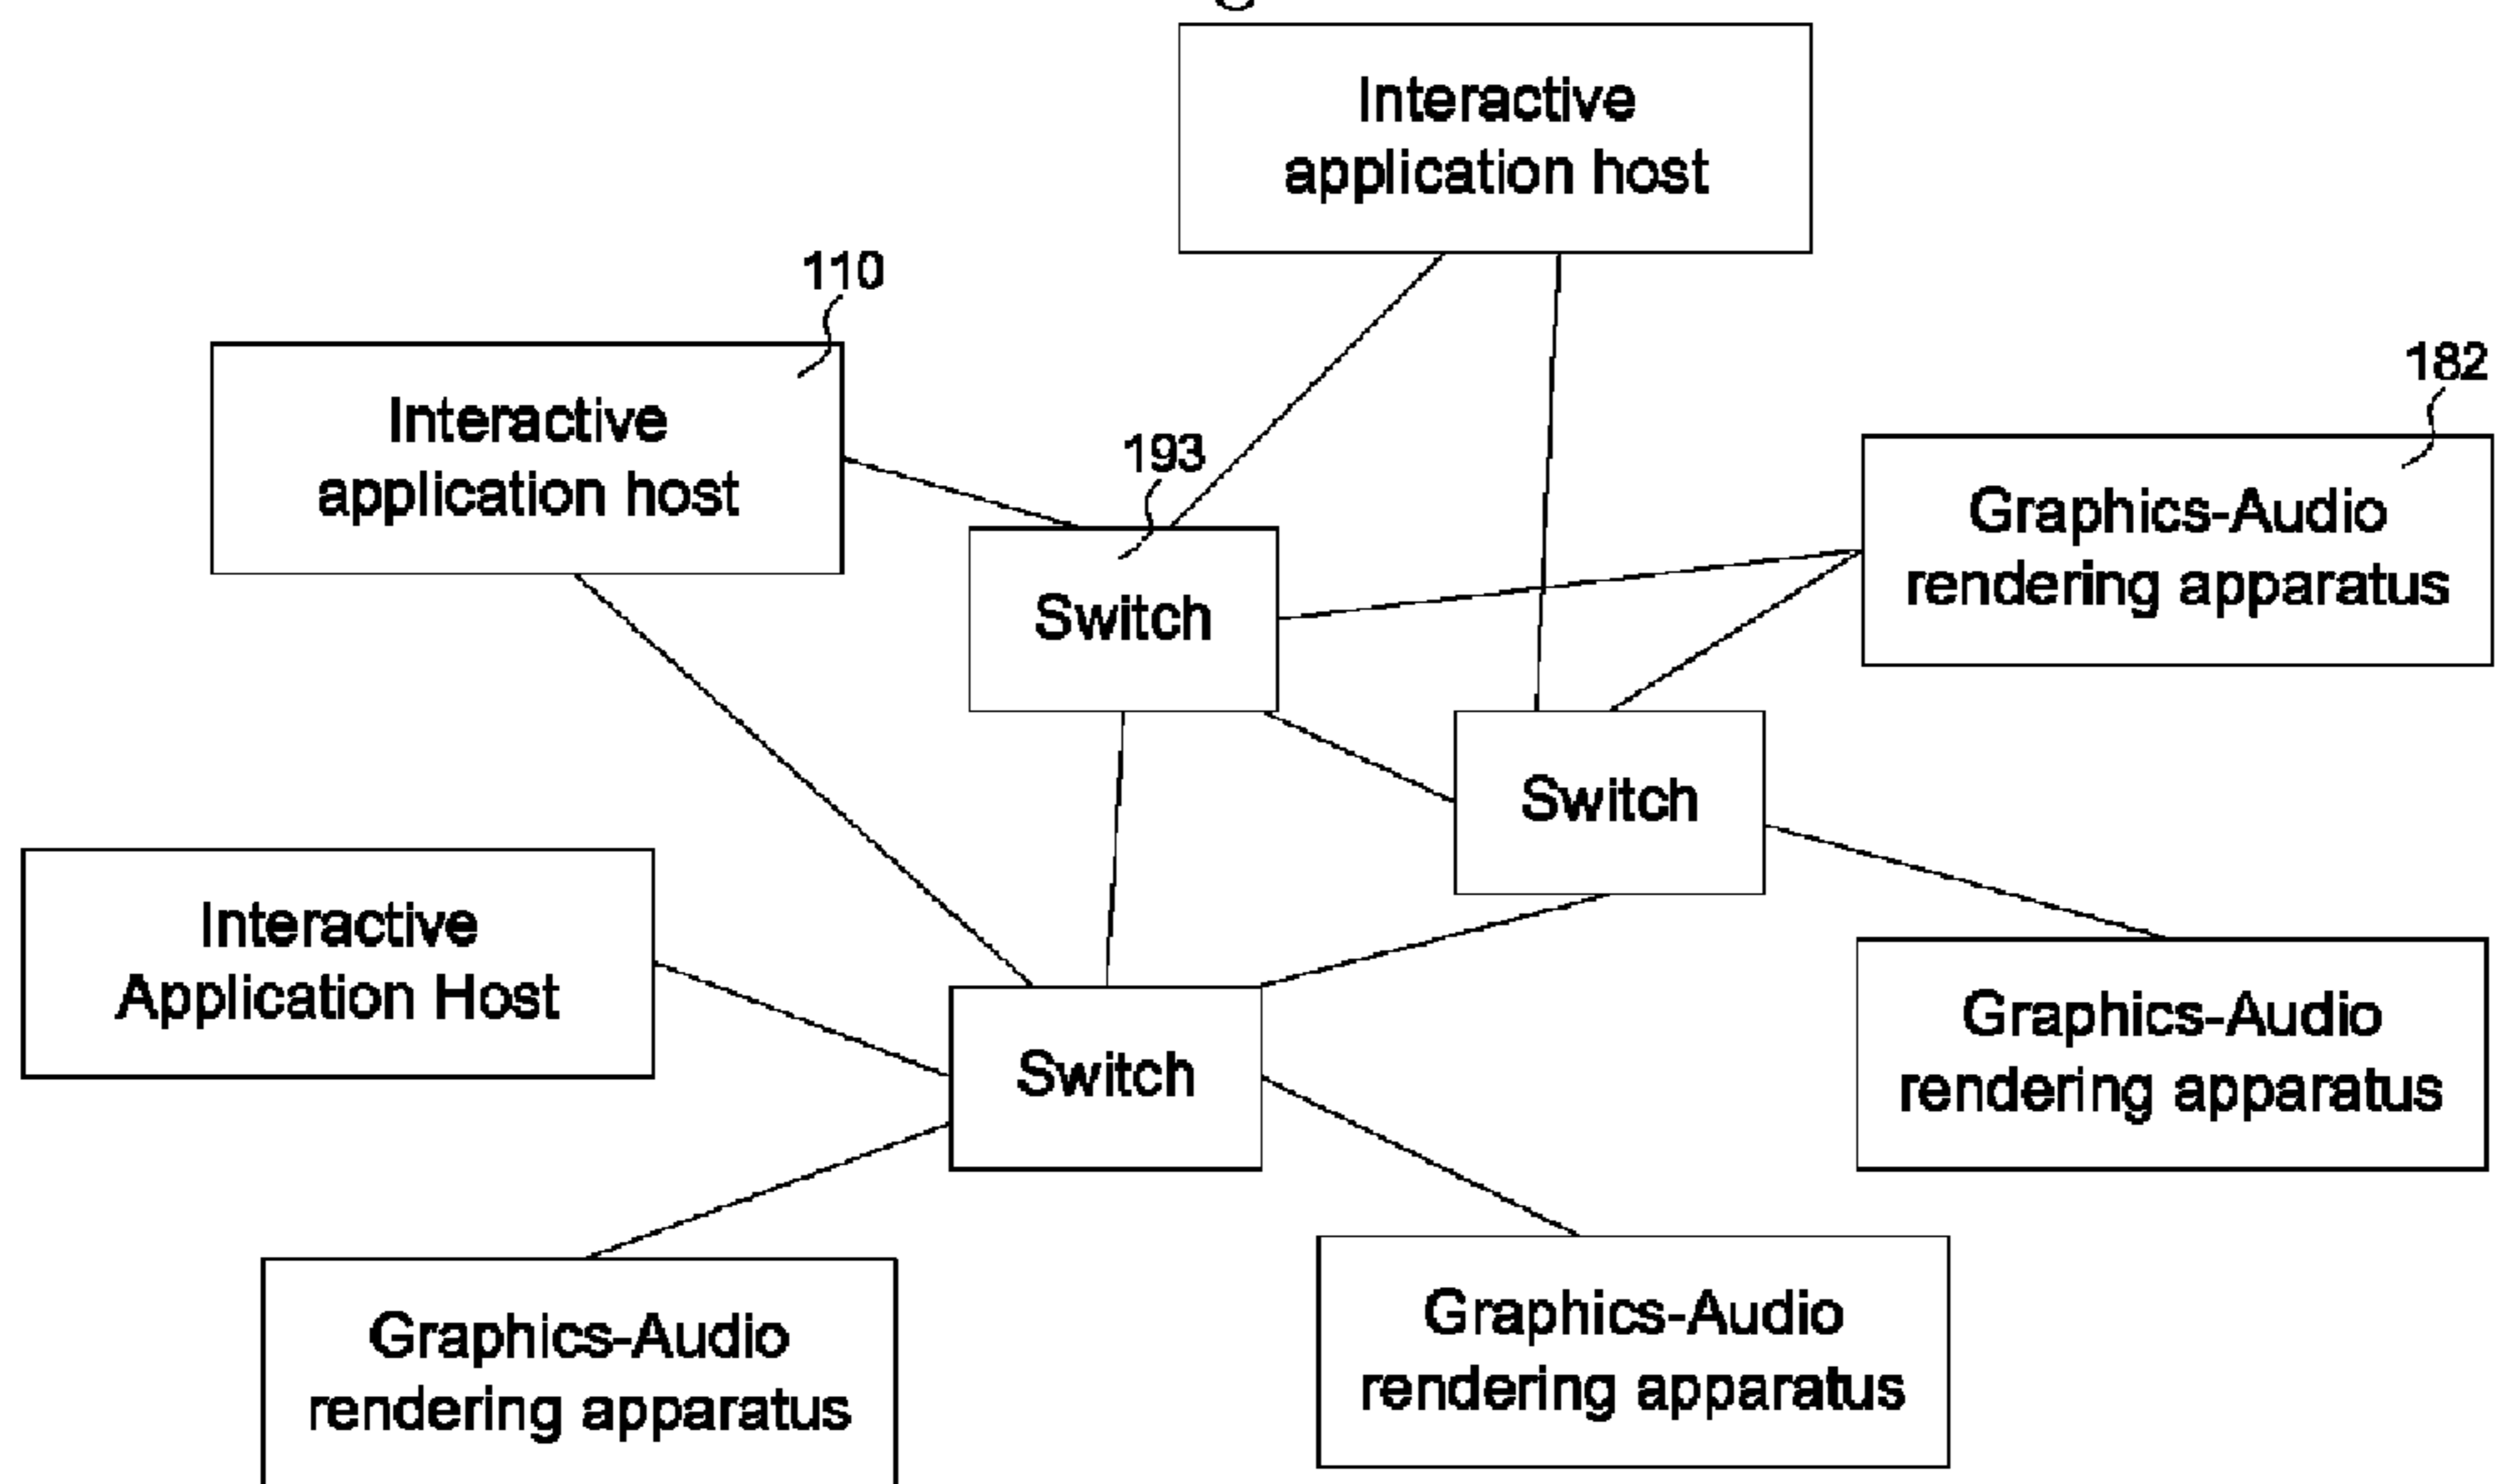 Interactive
application host
110
Interactive
application host
182
193
Graphics-Audio
rendering apparatus
Switch
Switch
Interactive
Application Host
Switch
Graphics-Audio
rendering apparatus
Graphics-Audio
rendering apparatus
Graphics-Audio
rendering apparatus